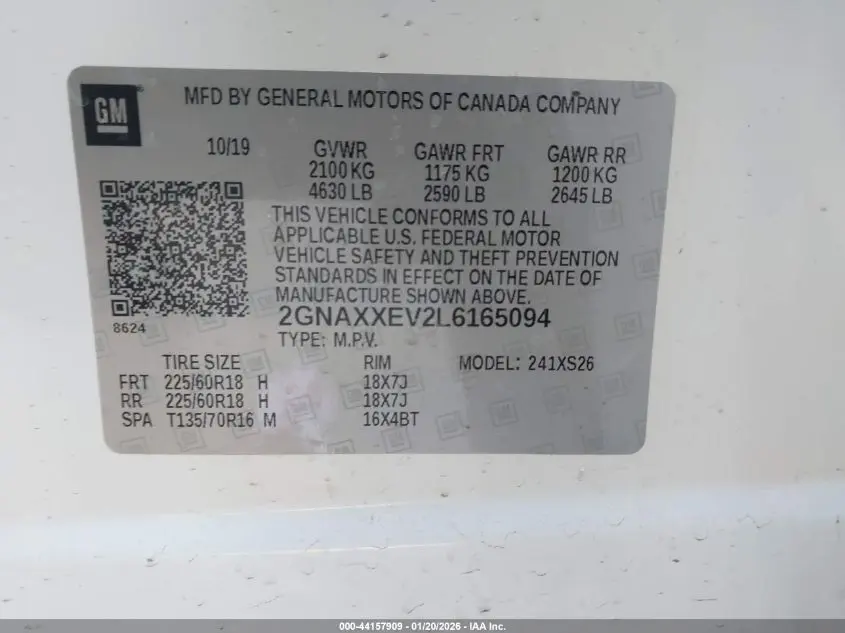 GM
MFD BY GENERAL MOTORS OF CANADA COMPANY
10/19 GVWR GAWR FRT GAWR RR
2100 KG 1175 KG 1200 KG
4630 LB 2590 LB 2645 LB
THIS VEHICLE CONFORMS TO ALL
APPLICABLE U.S. FEDERAL MOTOR
VEHICLE SAFETY AND THEFT PREVENTION
STANDARDS IN EFFECT ON THE DATE OF
MANUFACTURE SHOWN ABOVE.
8624
2GNAXXEV2L6165094
TYPE: M.P.V.
TIRE SIZE RIM MODEL: 241XS26
FRT 225/60R18 H 18X7J
RR 225/60R18 H 18X7J
SPA T135/70R16 M 16X4BT
000-44157909 - 01/20/2026 - IAA Inc.